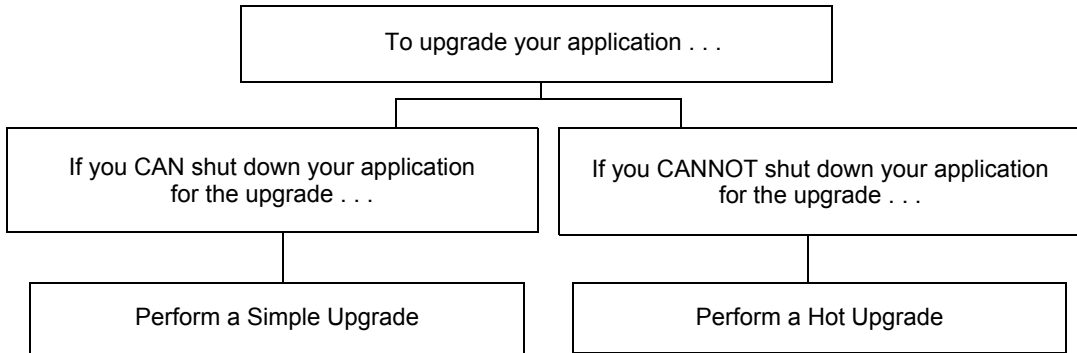 To upgrade your application . . .
If you CAN shut down your application
for the upgrade . . .
If you CANNOT shut down your application
for the upgrade . . .
Perform a Simple Upgrade
Perform a Hot Upgrade